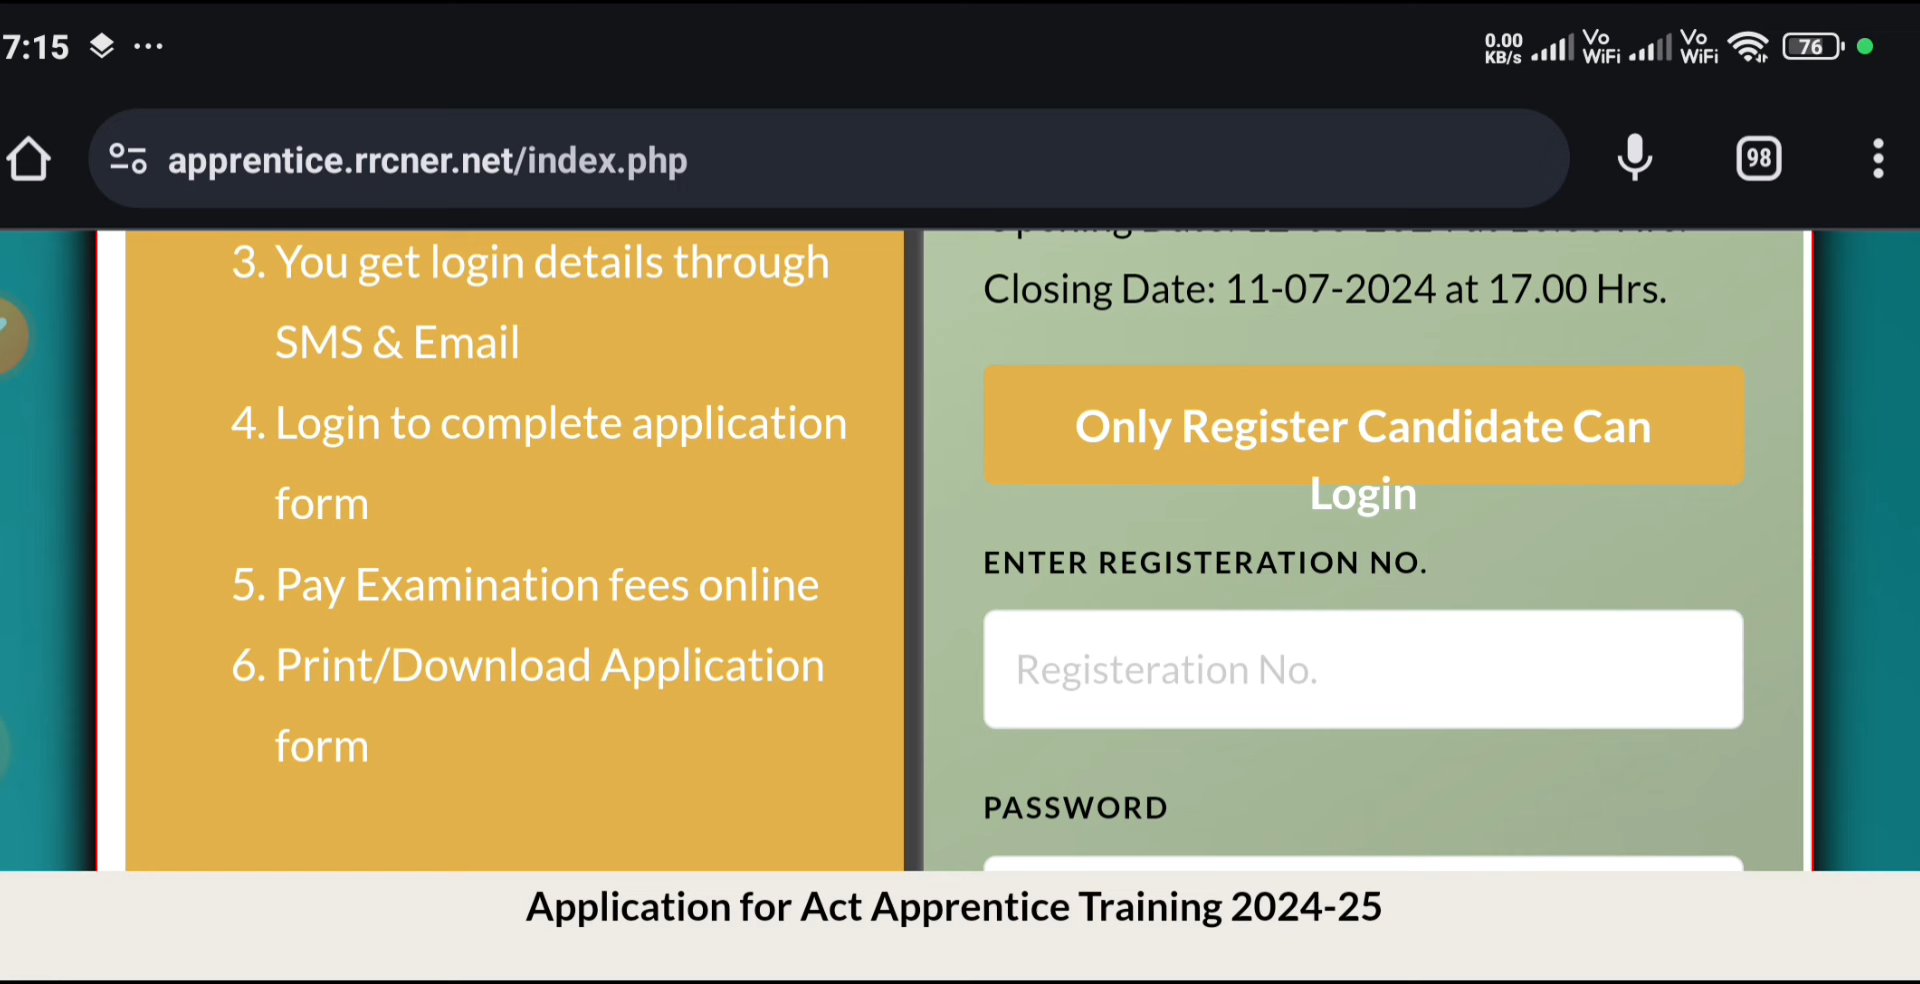 7:15
0.00
KB/s
Vo
WiFi
Vo
WiFi
76
apprentice.rrcner.net/index.php
98
3. You get login details through
SMS & Email
4. Login to complete application
form
5. Pay Examination fees online
6. Print/Download Application
form
Closing Date: 11-07-2024 at 17.00 Hrs.
Only Register Candidate Can
Login
ENTER REGISTERATION NO.
Registeration No.
PASSWORD
Application for Act Apprentice Training 2024-25